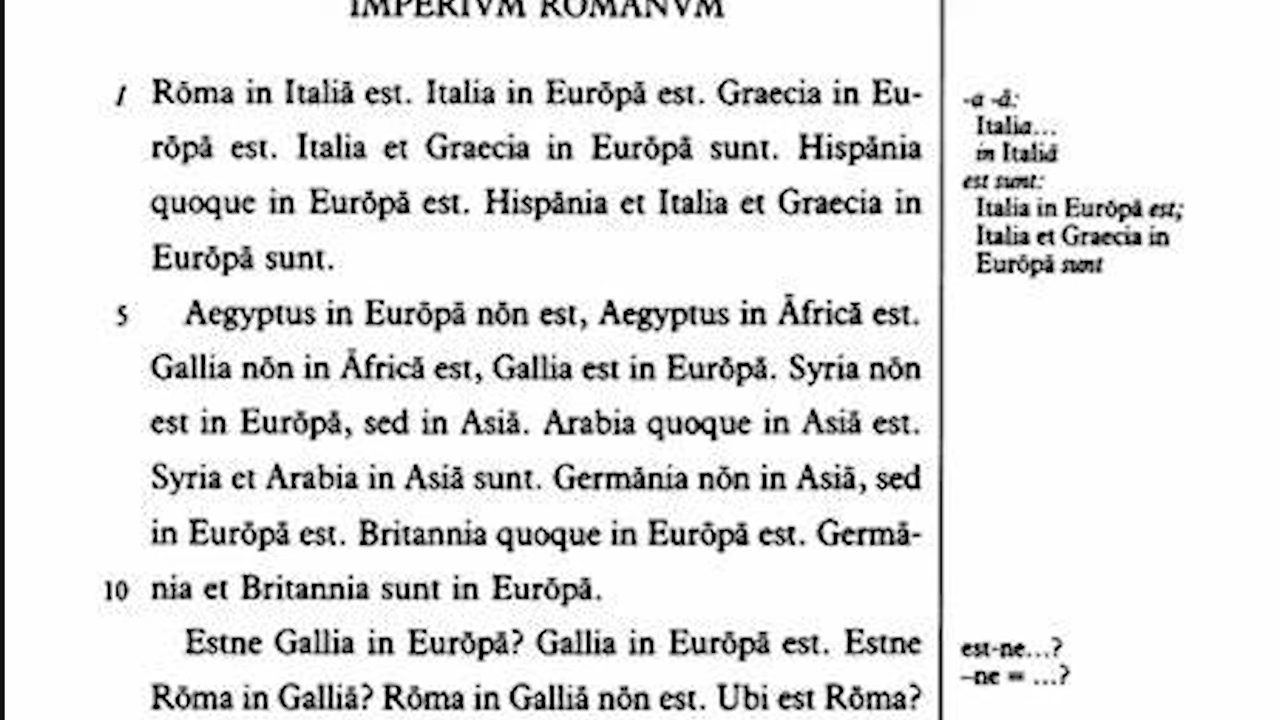 IMPERIVM ROMANVM
1 Rōma in Italiā est. Italia in Eurōpā est. Graecia in Eu-
rōpā est. Italia et Graecia in Eurōpā sunt. Hispānia
quoque in Eurōpā est. Hispānia et Italia et Graecia in
Eurōpā sunt.
5 Aegyptus in Eurōpā nōn est, Aegyptus in Āfricā est.
Gallia nōn in Āfricā est, Gallia est in Eurōpā. Syria nōn
est in Eurōpā, sed in Asiā. Arabia quoque in Asiā est.
Syria et Arabia in Asiā sunt. Germānia nōn in Asiā, sed
in Eurōpā est. Britannia quoque in Eurōpā est. Germā-
10 nia et Britannia sunt in Eurōpā.
Estne Gallia in Eurōpā? Gallia in Eurōpā est. Estne
Rōma in Galliā? Rōma in Galliā nōn est. Ubi est Rōma?
-a -ā:
Italia...
in Italiā
est sunt:
Italia in Eurōpā est;
Italia et Graecia in
Eurōpā sunt
est-ne...?
–ne = ...?